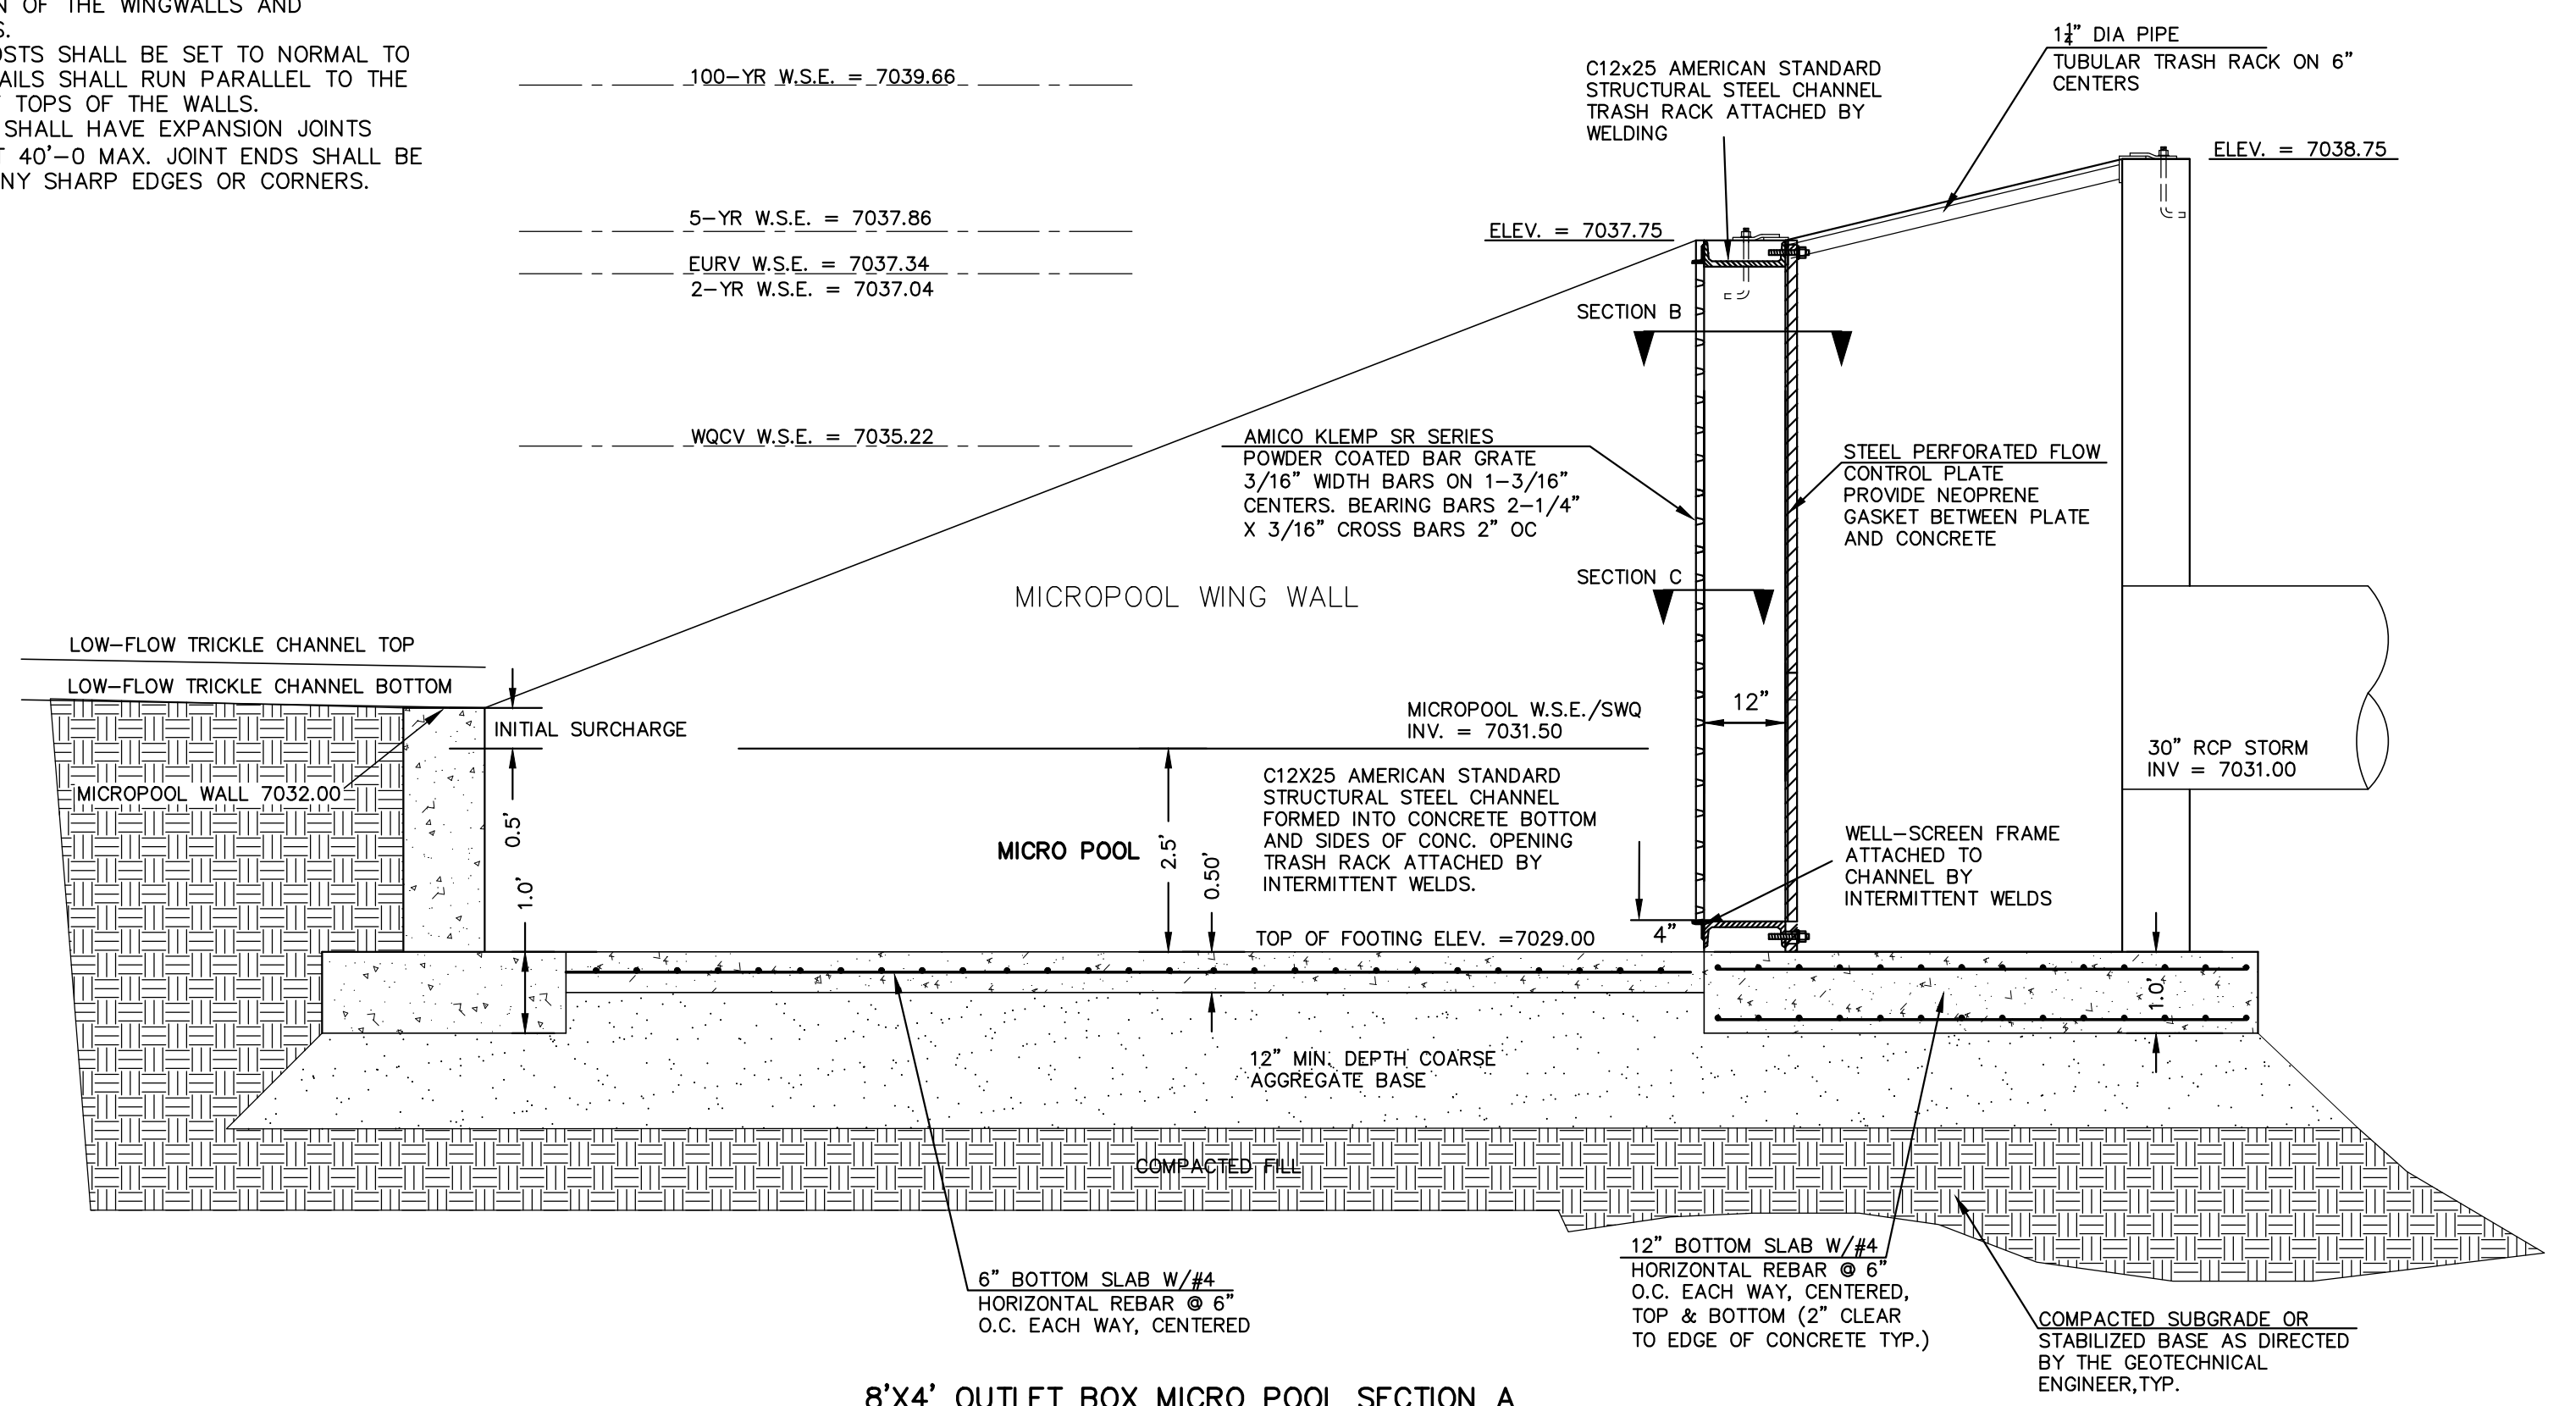 OF THE WINGWALLS AND
SHALL BE SET TO NORMAL TO
SHALL RUN PARALLEL TO THE
TOPS OF THE WALLS.
SHALL HAVE EXPANSION JOINTS
40'-0 MAX. JOINT ENDS SHALL BE
SHARP EDGES OR CORNERS.
100-YR W.S.E. = 7039.66
5-YR W.S.E. = 7037.86
EURV W.S.E. = 7037.34
2-YR W.S.E. = 7037.04
WQCV W.S.E. = 7035.22
C12x25 AMERICAN STANDARD
STRUCTURAL STEEL CHANNEL
TRASH RACK ATTACHED BY
WELDING
1¼" DIA PIPE
TUBULAR TRASH RACK ON 6"
CENTERS
ELEV. = 7038.75
ELEV. = 7037.75
SECTION B
AMICO KLEMP SR SERIES
POWDER COATED BAR GRATE
3/16" WIDTH BARS ON 1-3/16"
CENTERS. BEARING BARS 2-1/4"
X 3/16" CROSS BARS 2" OC
STEEL PERFORATED FLOW
CONTROL PLATE
PROVIDE NEOPRENE
GASKET BETWEEN PLATE
AND CONCRETE
SECTION C
MICROPOOL WING WALL
LOW-FLOW TRICKLE CHANNEL TOP
LOW-FLOW TRICKLE CHANNEL BOTTOM
INITIAL SURCHARGE
MICROPOOL WALL 7032.00
0.5'
1.0'
MICROPOOL W.S.E./SWQ
INV. = 7031.50
12"
C12X25 AMERICAN STANDARD
STRUCTURAL STEEL CHANNEL
FORMED INTO CONCRETE BOTTOM
AND SIDES OF CONC. OPENING
TRASH RACK ATTACHED BY
INTERMITTENT WELDS.
MICRO POOL
2.5'
0.50'
30" RCP STORM
INV = 7031.00
WELL-SCREEN FRAME
ATTACHED TO
CHANNEL BY
INTERMITTENT WELDS
TOP OF FOOTING ELEV. =7029.00
4"
1.0'
12" MIN. DEPTH COARSE
AGGREGATE BASE
COMPACTED FILL
6" BOTTOM SLAB W/#4
HORIZONTAL REBAR @ 6"
O.C. EACH WAY, CENTERED
12" BOTTOM SLAB W/#4
HORIZONTAL REBAR @ 6"
O.C. EACH WAY, CENTERED,
TOP & BOTTOM (2" CLEAR
TO EDGE OF CONCRETE TYP.)
COMPACTED SUBGRADE OR
STABILIZED BASE AS DIRECTED
BY THE GEOTECHNICAL
ENGINEER,TYP.
8'X4' OUTLET BOX MICRO POOL SECTION A